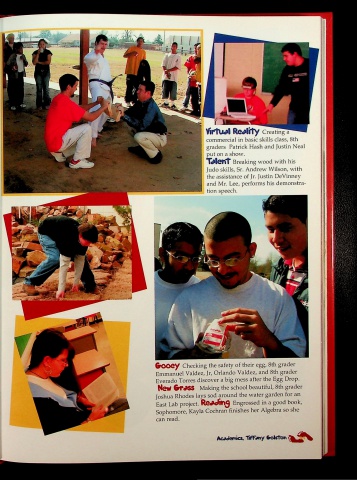 Virtual Reality Creating a
commercial in basic skills class, 8th
graders Patrick Hash and Justin Neal
put on a show.
Talent Breaking wood with his
Judo skills, Sr. Andrew Wilson, with
the assistance of Jr. Justin DeVinney
and Mr. Lee, performs his demonstra-
tion speech.
Gooey Checking the safety of their egg, 8th grader
Emmanuel Valdez, Jr. Orlando Valdez, and 8th grader
Everado Torres discover a big mess after the Egg Drop.
New Grass Making the school beautiful, 8th grader
Joshua Rhodes lays sod around the water garden for an
East Lab project. Reading Engrossed in a good book,
Sophomore, Kayla Cochran finishes her Algebra so she
can read.
Academics, Tiffany